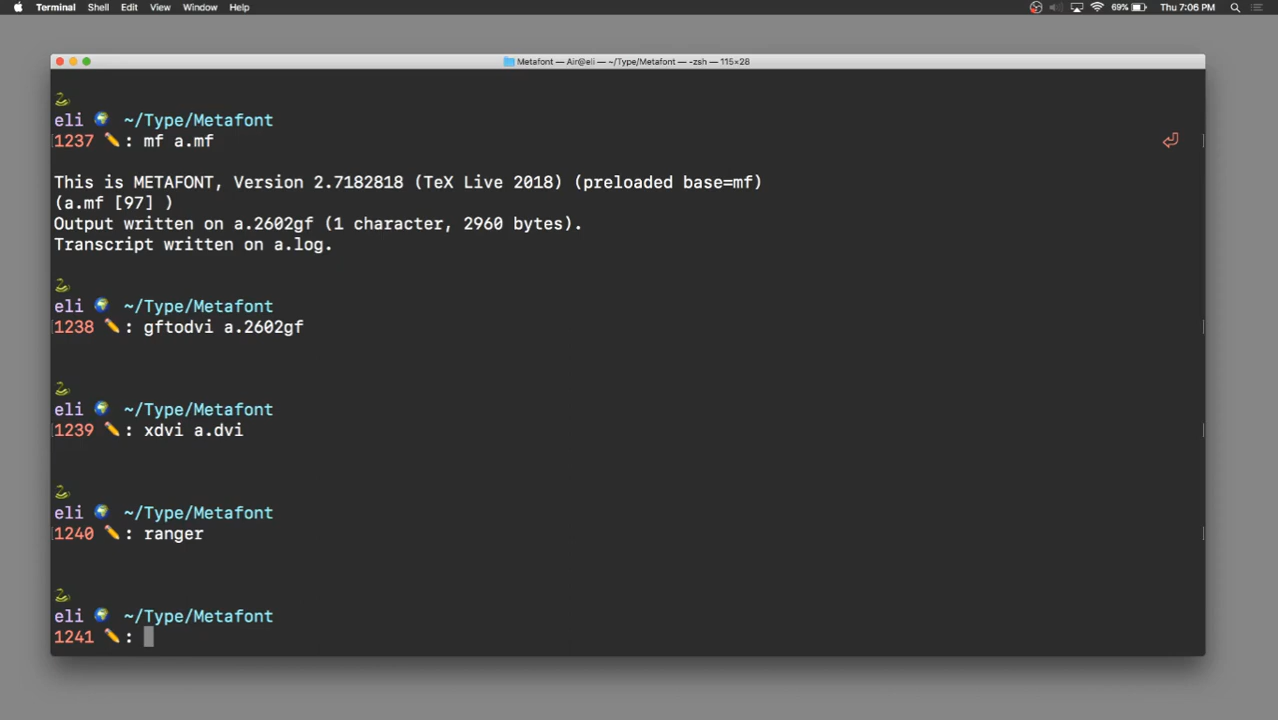 Terminal Shell Edit View Window Help 69% Thu 7:06 PM
Metafont — Air@eli — ~/Type/Metafont — -zsh — 115×28
eli ~/Type/Metafont
1237 : mf a.mf
This is METAFONT, Version 2.7182818 (TeX Live 2018) (preloaded base=mf)
(a.mf [97] )
Output written on a.2602gf (1 character, 2960 bytes).
Transcript written on a.log.
eli ~/Type/Metafont
1238 : gftodvi a.2602gf
eli ~/Type/Metafont
1239 : xdvi a.dvi
eli ~/Type/Metafont
1240 : ranger
eli ~/Type/Metafont
1241 :